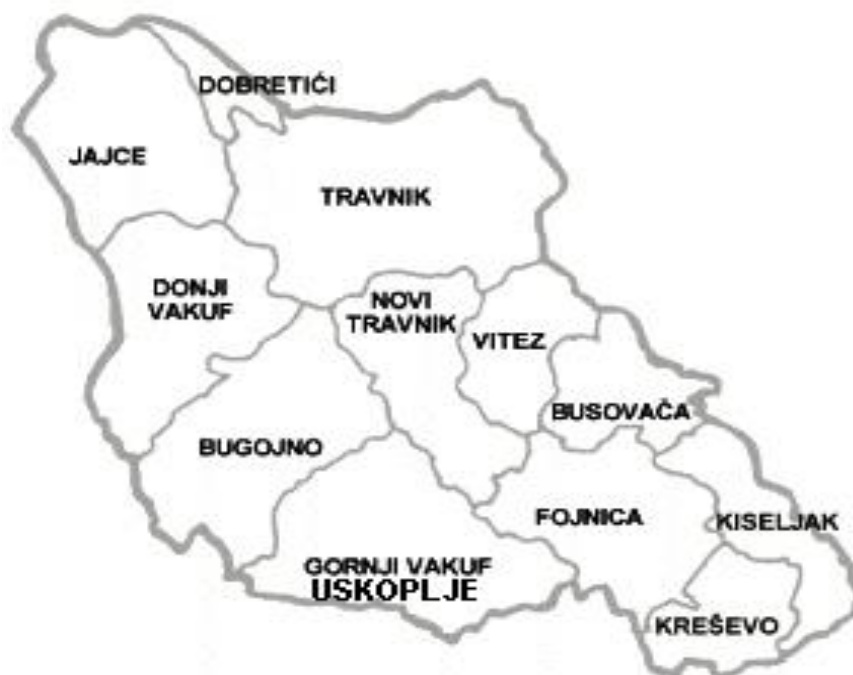 DOBRETIĆI
JAJCE
TRAVNIK
DONJI
VAKUF
NOVI
TRAVNIK
VITEZ
BUSOVAČA
BUGOJNO
FOJNICA
KISELJAK
GORNJI VAKUF
USKOPLJE
KREŠEVO